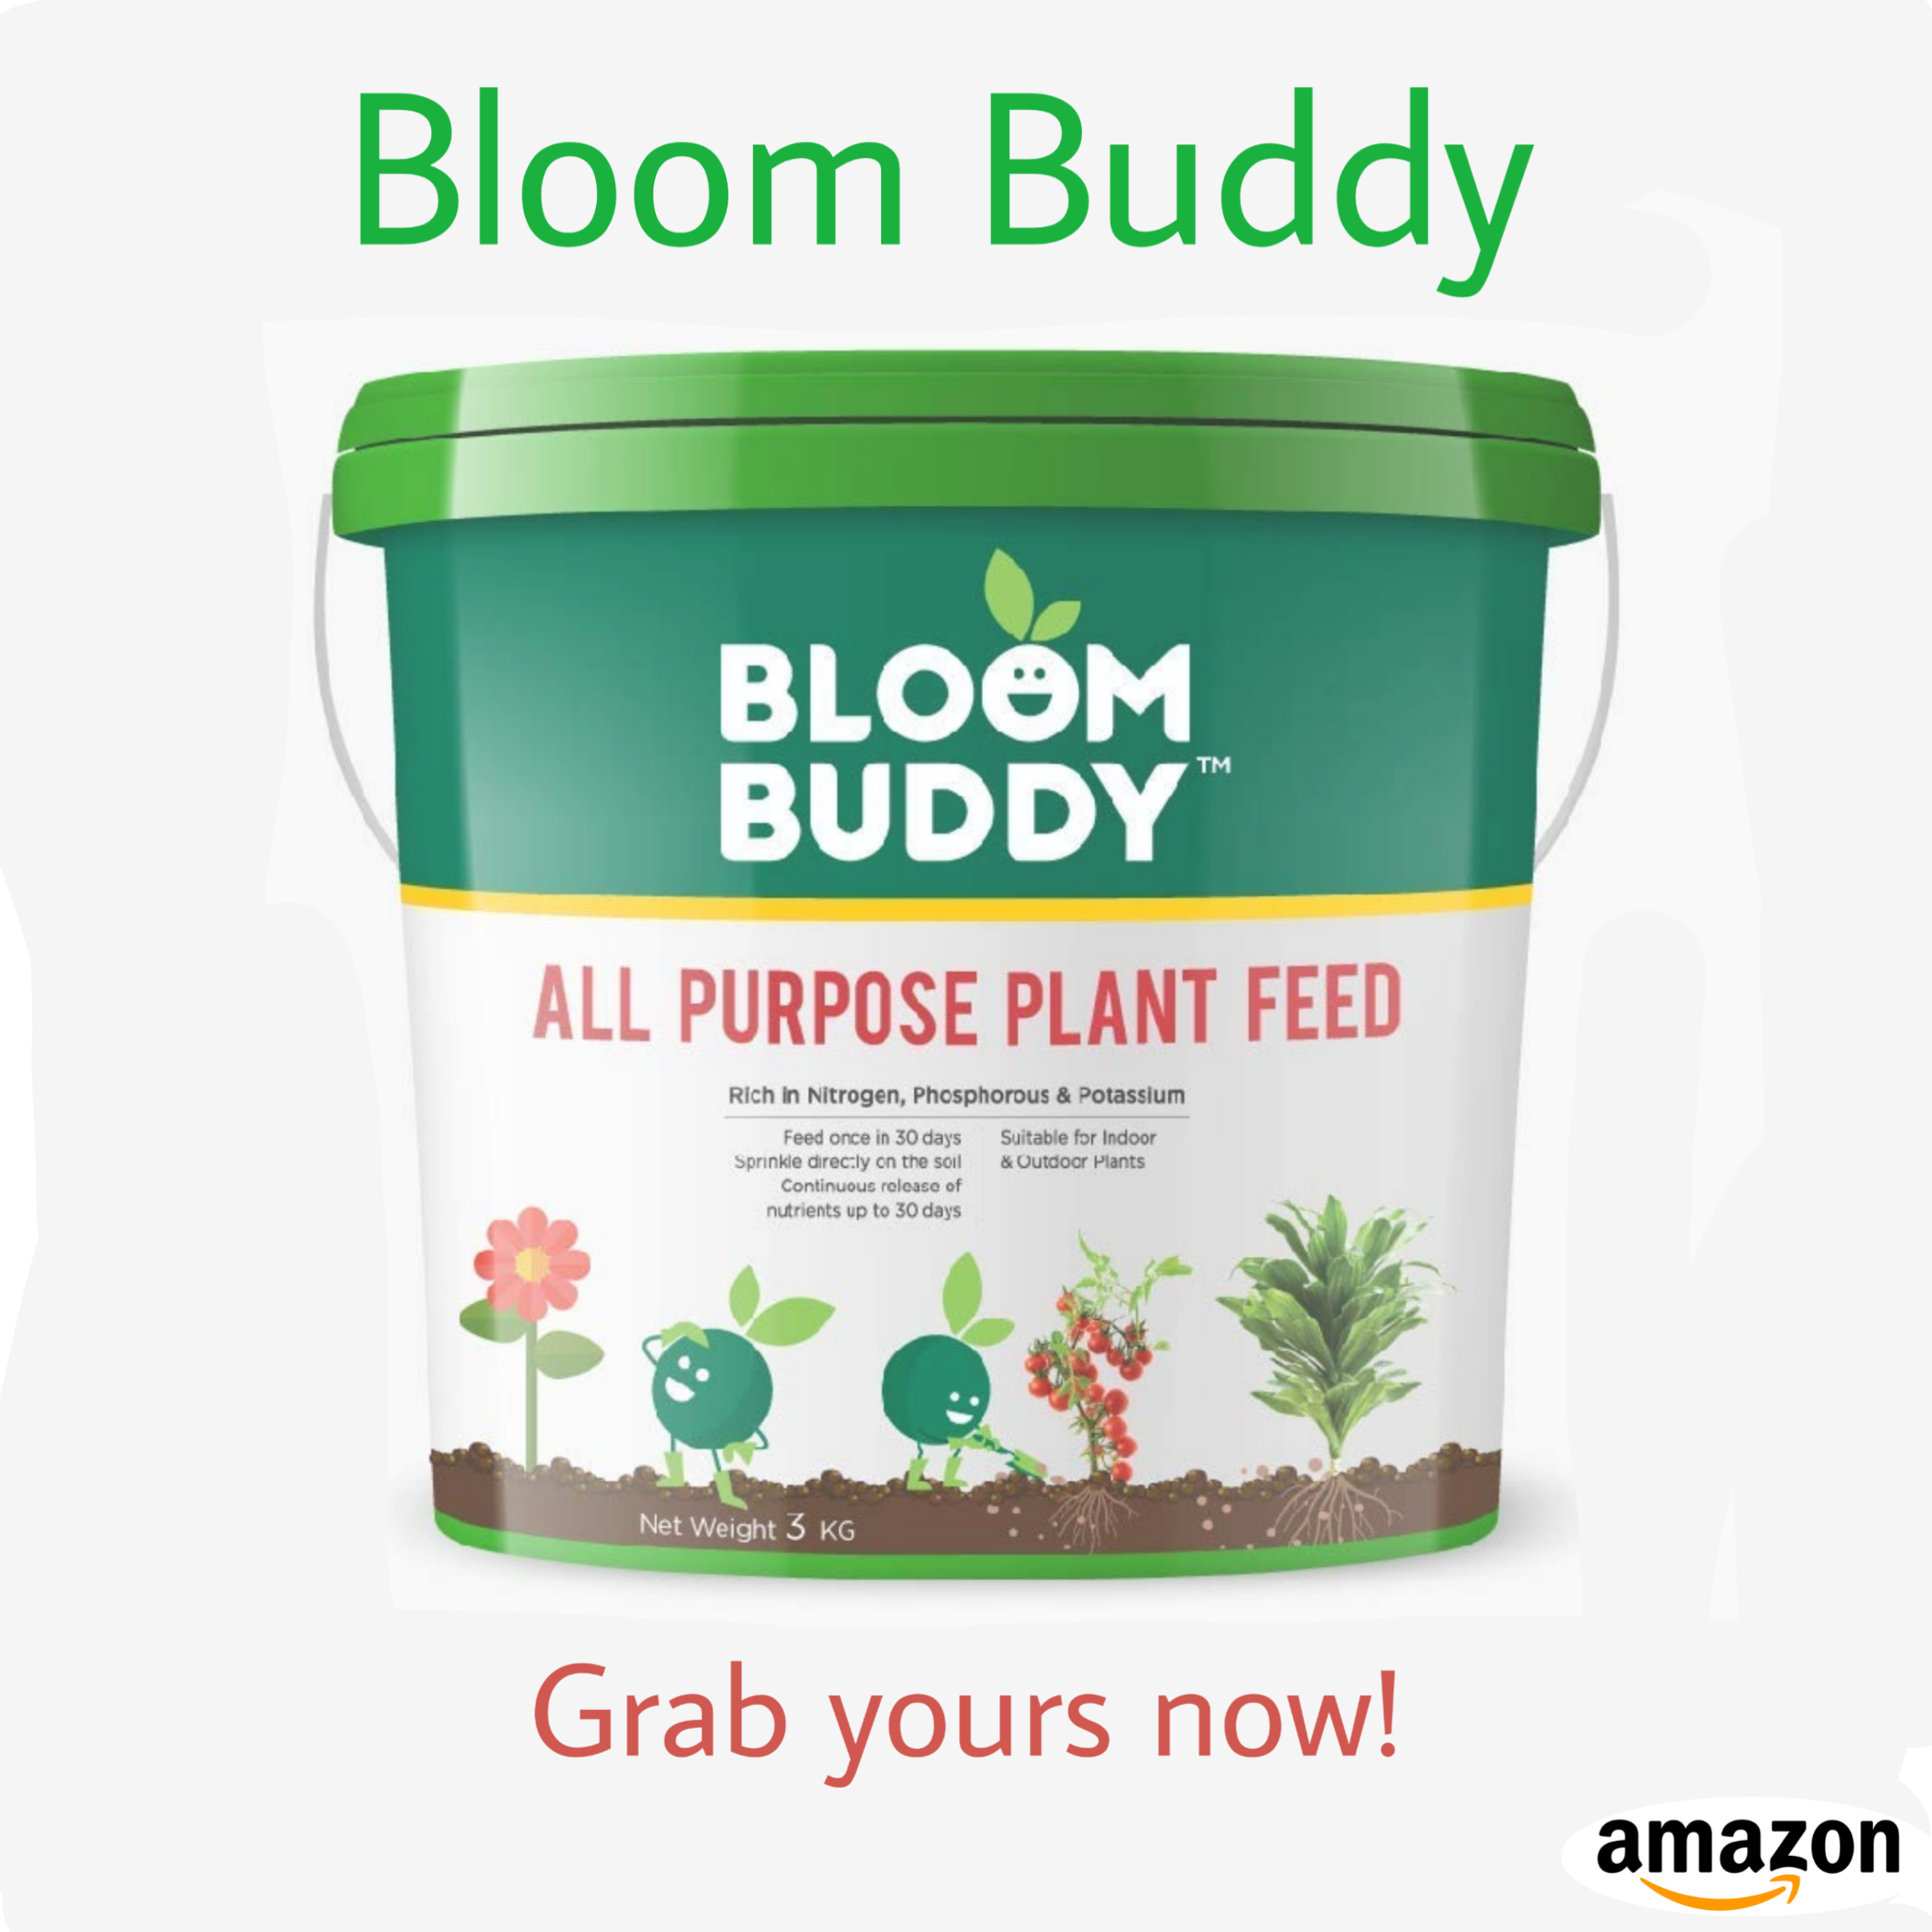 Bloom Buddy
BLOOM
BUDDY™
ALL PURPOSE PLANT FEED
Rich in Nitrogen, Phosphorous & Potassium
Feed once in 30 days
Sprinkle directly on the soil
Continuous release of
nutrients up to 30 days
Suitable for Indoor
& Outdoor Plants
Net Weight 3 KG
Grab yours now!
amazon